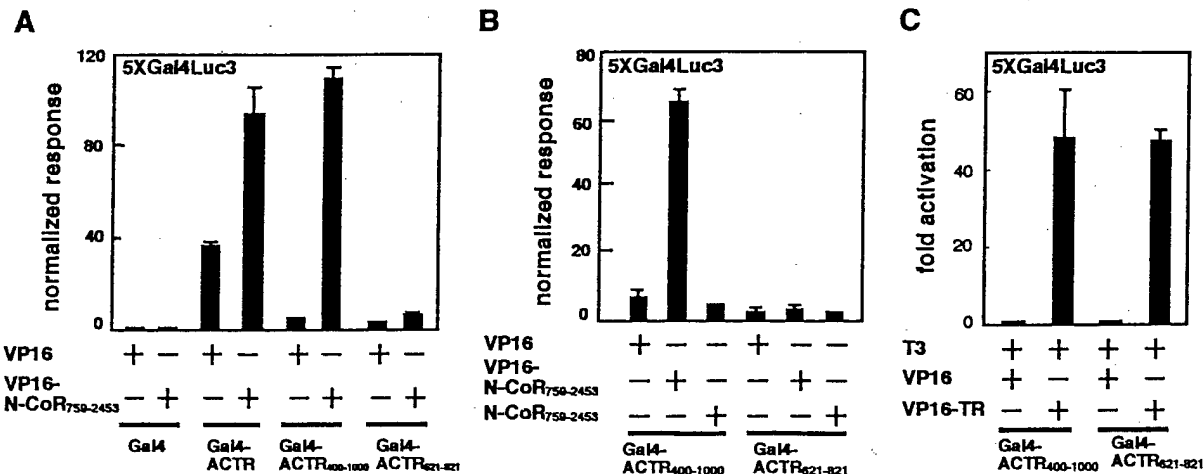 A
120
80
40
0
normalized response
5XGal4Luc3
VP16 + − + − + − + −
VP16-
N-CoR759-2453 − + − + − + − +
Gal4
Gal4-
ACTR
Gal4-
ACTR400-1000
Gal4-
ACTR621-821
B
80
60
40
20
0
normalized response
5XGal4Luc3
VP16 + − − + − −
VP16-
N-CoR759-2453 − + − − + −
N-CoR759-2453 − − + − − +
Gal4-
ACTR400-1000
Gal4-
ACTR621-821
C
60
40
20
0
fold activation
5XGal4Luc3
T3 + + + +
VP16 + − + −
VP16-TR − + − +
Gal4-
ACTR400-1000
Gal4-
ACTR621-821